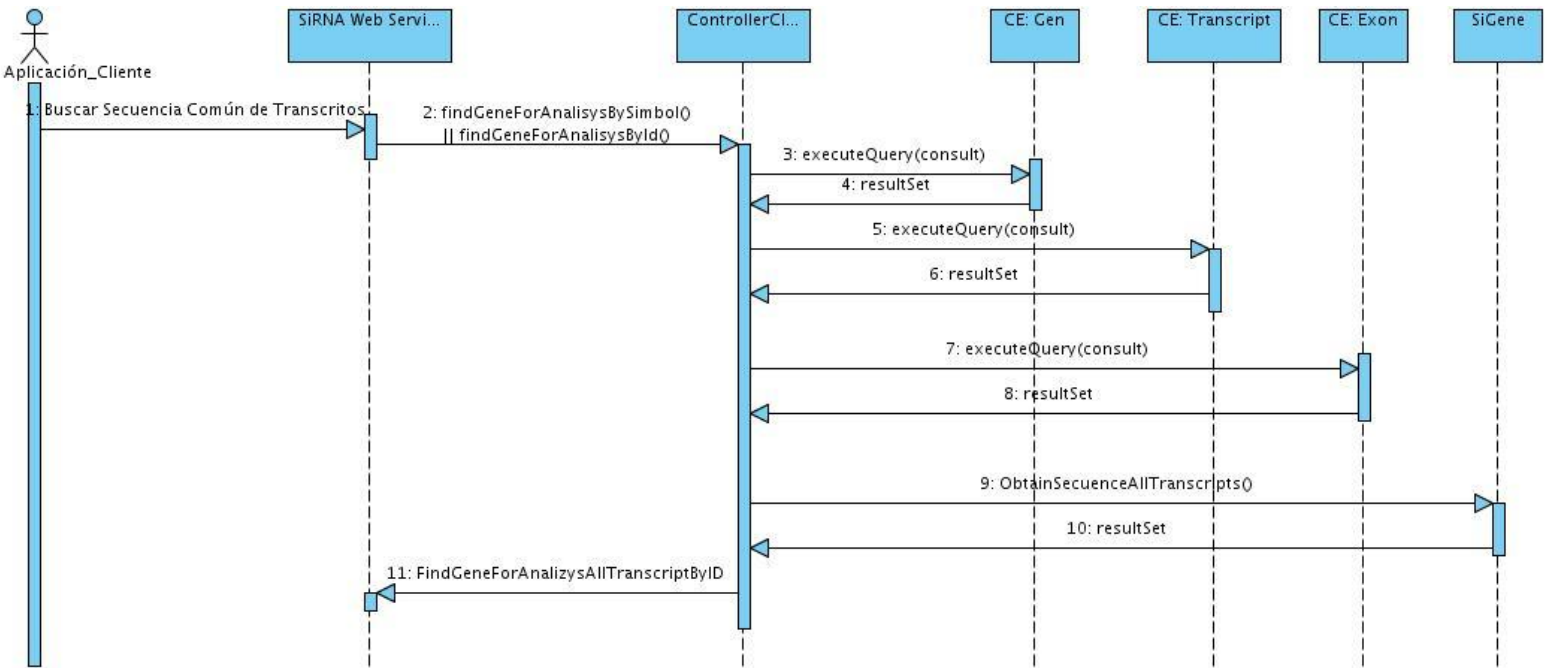 SiRNA Web Servi...
ControllerCl...
CE: Gen
CE: Transcript
CE: Exon
SiGene
Aplicación_Cliente
1: Buscar Secuencia Común de Transcritos
2: findGeneForAnalisysBySimbol()
|| findGeneForAnalisysById()
3: executeQuery(consult)
4: resultSet
5: executeQuery(consult)
6: resultSet
7: executeQuery(consult)
8: resultSet
9: ObtainSecuenceAllTranscripts()
10: resultSet
11: FindGeneForAnalizysAllTranscriptByID